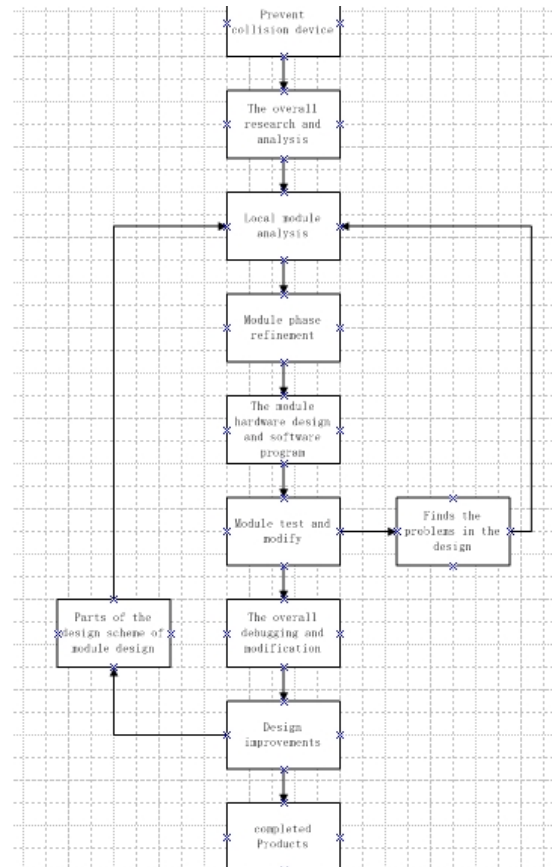 Prevent
collision device
The overall
research and
analysis
Local module
analysis
Module phase
refinement
The module
hardware design
and software
program
Module test and
modify
Finds the
problems in the
design
Parts of the
design scheme of
module design
The overall
debugging and
modification
Design
improvements
completed
Products